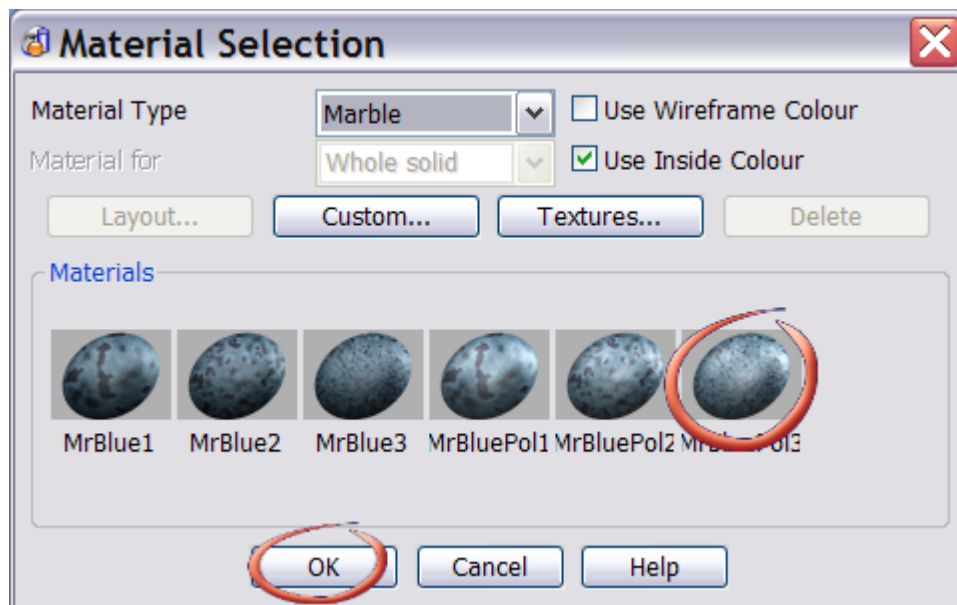 Material Selection
Material Type Marble Use Wireframe Colour
Material for Whole solid Use Inside Colour
Layout... Custom... Textures... Delete
Materials
MrBlue1 MrBlue2 MrBlue3 MrBluePol1 MrBluePol2 MrBluePol3
OK Cancel Help